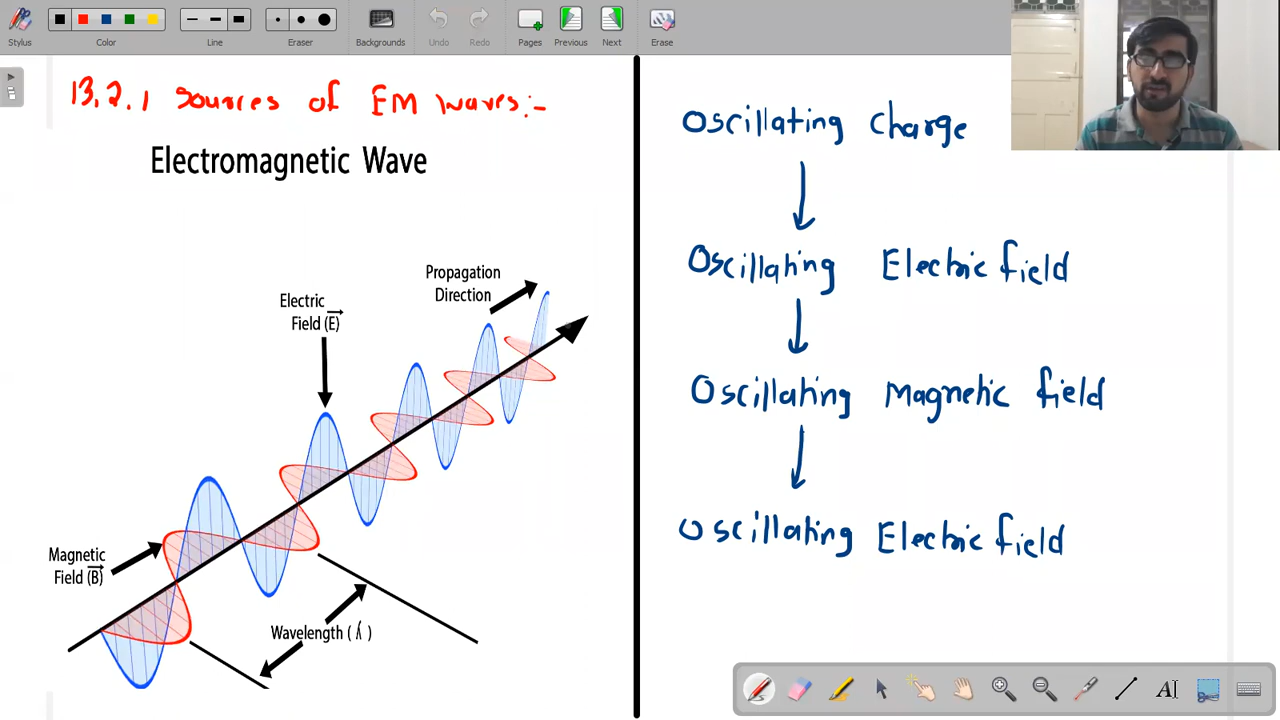 Stylus
Color
Line
Eraser
Backgrounds
Undo
Redo
Pages
Previous
Next
Erase
13.2.1 Sources of EM waves:-
Electromagnetic Wave
Propagation
Direction
Electric
Field (E)
Magnetic
Field (B)
Wavelength (λ)
Oscillating charge
Oscillating Electric field
Oscillating Magnetic field
Oscillating Electric field
AI